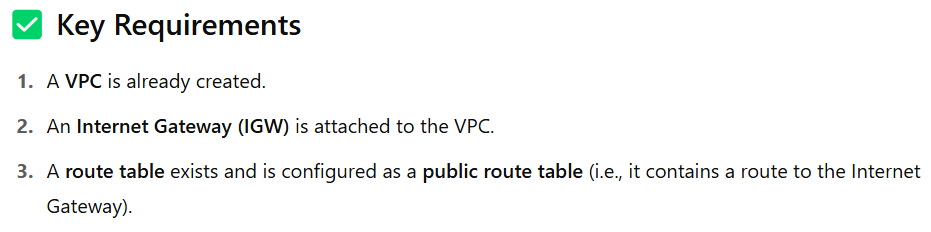 ✅ Key Requirements
1. A VPC is already created.
2. An Internet Gateway (IGW) is attached to the VPC.
3. A route table exists and is configured as a public route table (i.e., it contains a route to the Internet
Gateway).